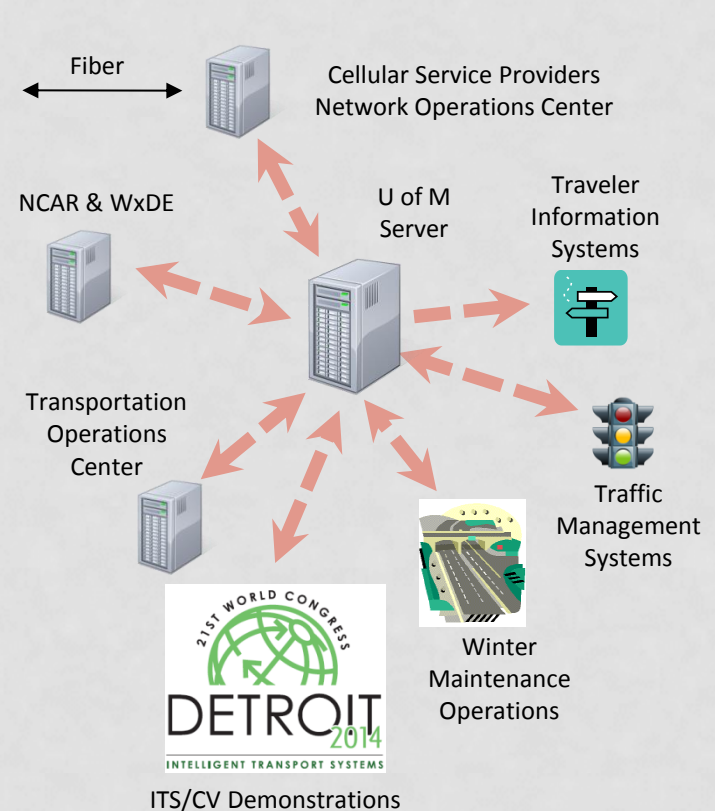 Fiber
Cellular Service Providers
Network Operations Center
NCAR & WxDE
U of M
Server
Traveler
Information
Systems
Transportation
Operations
Center
Traffic
Management
Systems
21ST WORLD CONGRESS
DETROIT
2014
INTELLIGENT TRANSPORT SYSTEMS
Winter
Maintenance
Operations
ITS/CV Demonstrations